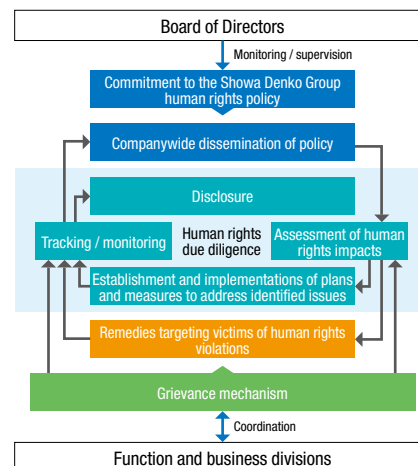 Board of Directors
Monitoring / supervision
Commitment to the Showa Denko Group
human rights policy
Companywide dissemination of policy
Disclosure
Tracking / monitoring
Human rights
due diligence
Assessment of human
rights impacts
Establishment and implementations of plans
and measures to address identified issues
Remedies targeting victims of human rights
violations
Grievance mechanism
Coordination
Function and business divisions